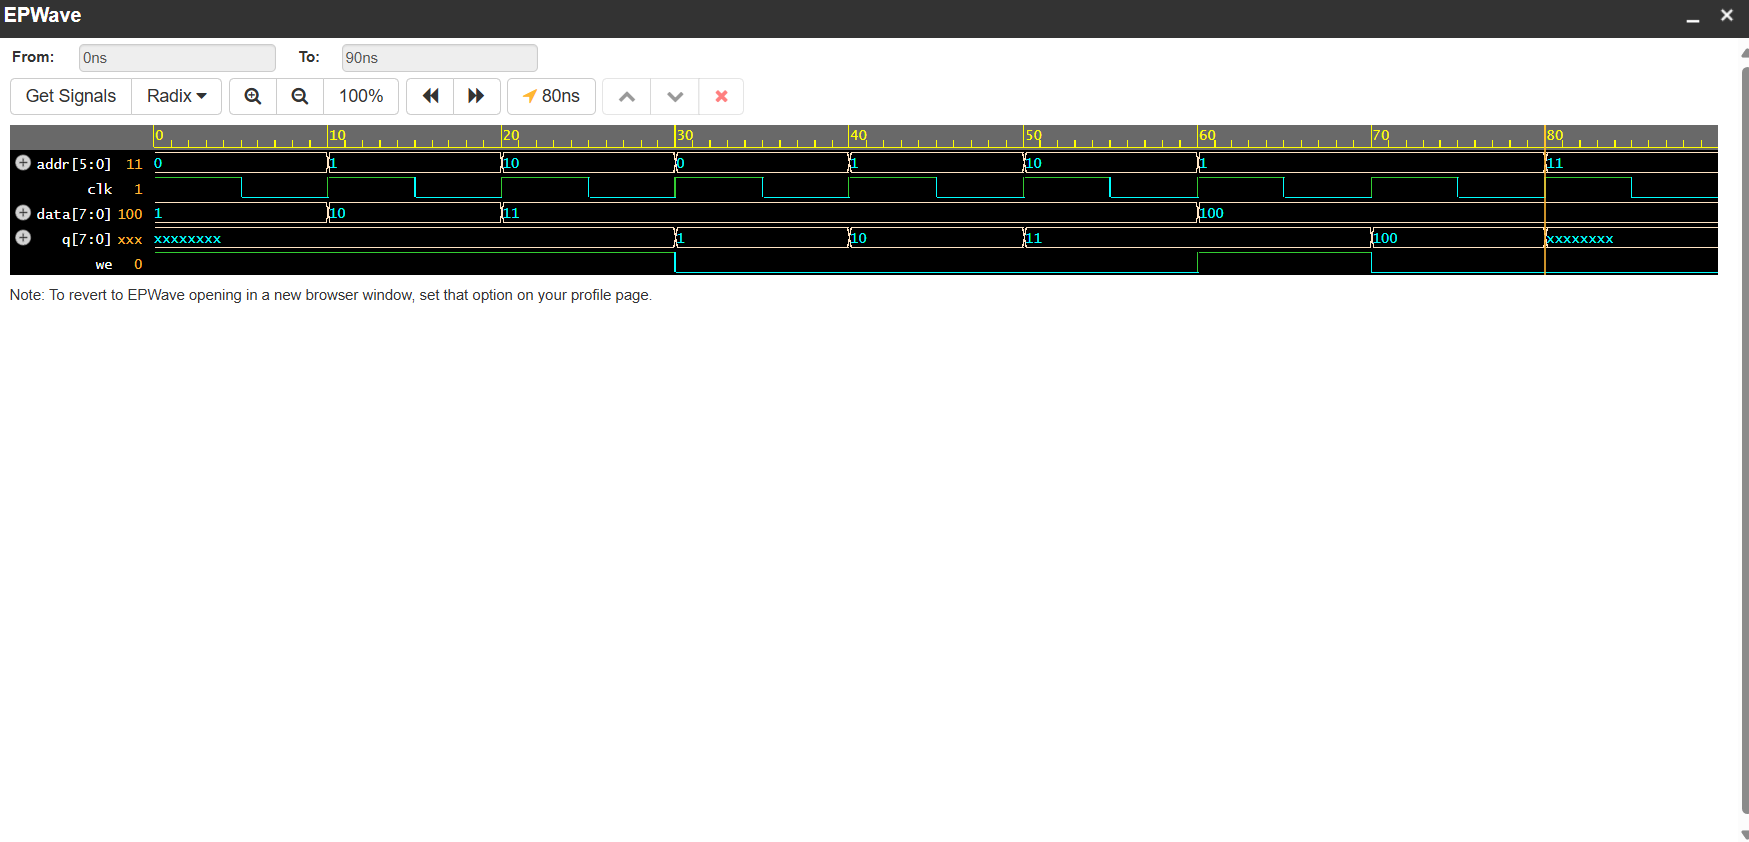 EPWave
From: 0ns To: 90ns
Get Signals Radix 100% 80ns
0 10 20 30 40 50 60 70 80
addr[5:0] 11 0 1 10 0 1 10 1 11
clk 1
data[7:0] 100 1 10 11 100
q[7:0] xxx xxxxxxxx 1 10 11 100 xxxxxxxx
we 0
Note: To revert to EPWave opening in a new browser window, set that option on your profile page.